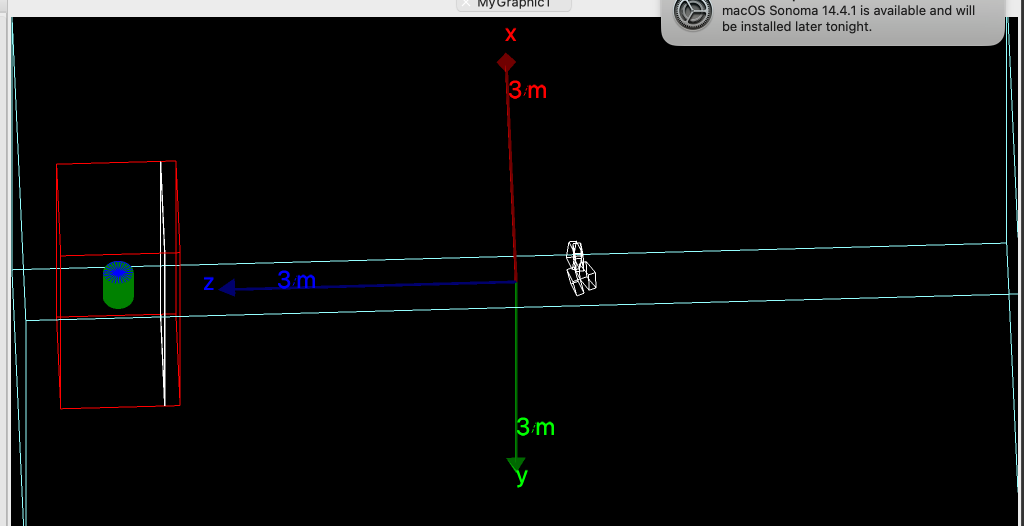 MyGraphic1
macOS Sonoma 14.4.1 is available and will
be installed later tonight.
x
3 m
z
3 m
3 m
y